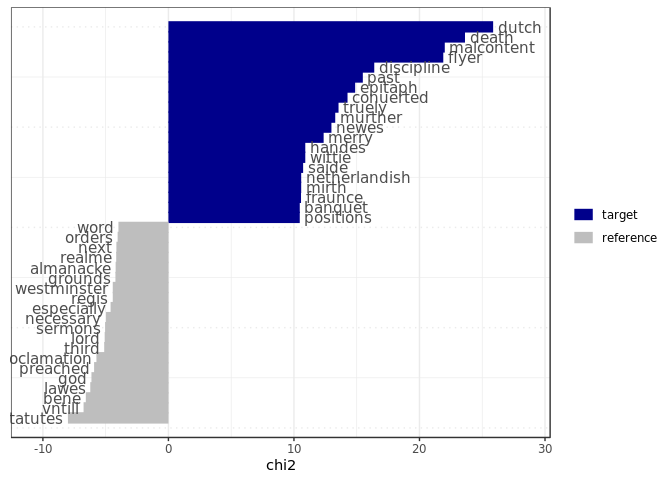 dutch
death
malcontent
flyer
discipline
past
epitaph
conuerted
truely
murther
newes
merry
handes
wittie
saide
netherlandish
mirth
fraunce
banquet
positions
word
orders
next
realme
almanacke
grounds
westminster
regis
especially
necessary
sermons
lord
third
oclamation
preached
god
lawes
bene
vntill
tatutes
target
reference
-10 0 10 20 30
chi2